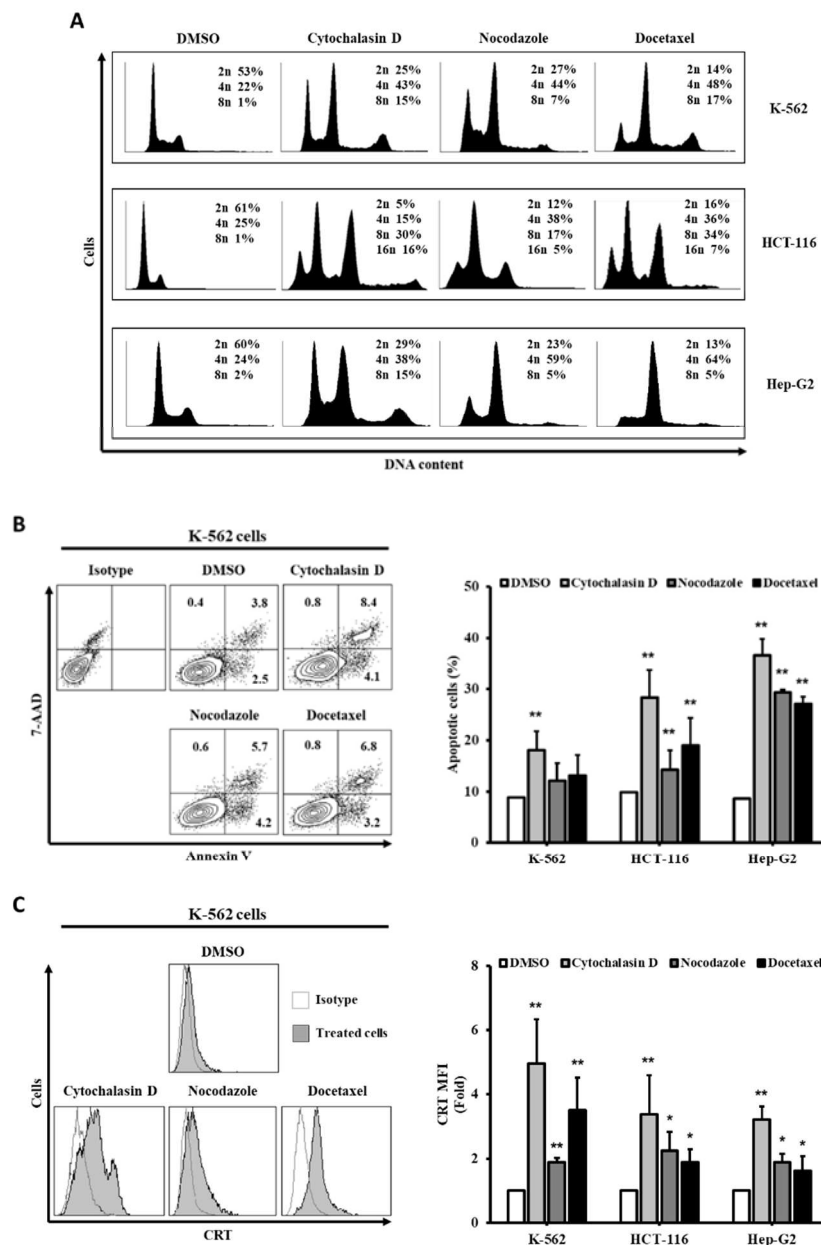 A
DMSO Cytochalasin D Nocodazole Docetaxel
2n 53% 2n 25% 2n 27% 2n 14%
4n 22% 4n 43% 4n 44% 4n 48%
8n 1% 8n 15% 8n 7% 8n 17%
K-562
2n 61% 2n 5% 2n 12% 2n 16%
4n 25% 4n 15% 4n 38% 4n 36%
8n 1% 8n 30% 8n 17% 8n 34%
16n 16% 16n 5% 16n 7%
HCT-116
Cells
2n 60% 2n 29% 2n 23% 2n 13%
4n 24% 4n 38% 4n 59% 4n 64%
8n 2% 8n 15% 8n 5% 8n 5%
Hep-G2
DNA content
B
K-562 cells
Isotype DMSO Cytochalasin D
0.4 3.8 0.8 8.4
2.5 4.1
Nocodazole Docetaxel
0.6 5.7 0.8 6.8
4.2 3.2
7-AAD
Annexin V
DMSO Cytochalasin D Nocodazole Docetaxel
Apoptotic cells (%)
50
40
30
20
10
0
** ** ** ** ** ** **
K-562 HCT-116 Hep-G2
C
K-562 cells
DMSO
Isotype
Treated cells
Cytochalasin D Nocodazole Docetaxel
Cells
CRT
DMSO Cytochalasin D Nocodazole Docetaxel
CRT MFI
(Fold)
8
6
4
2
0
** ** ** ** * * ** * *
K-562 HCT-116 Hep-G2